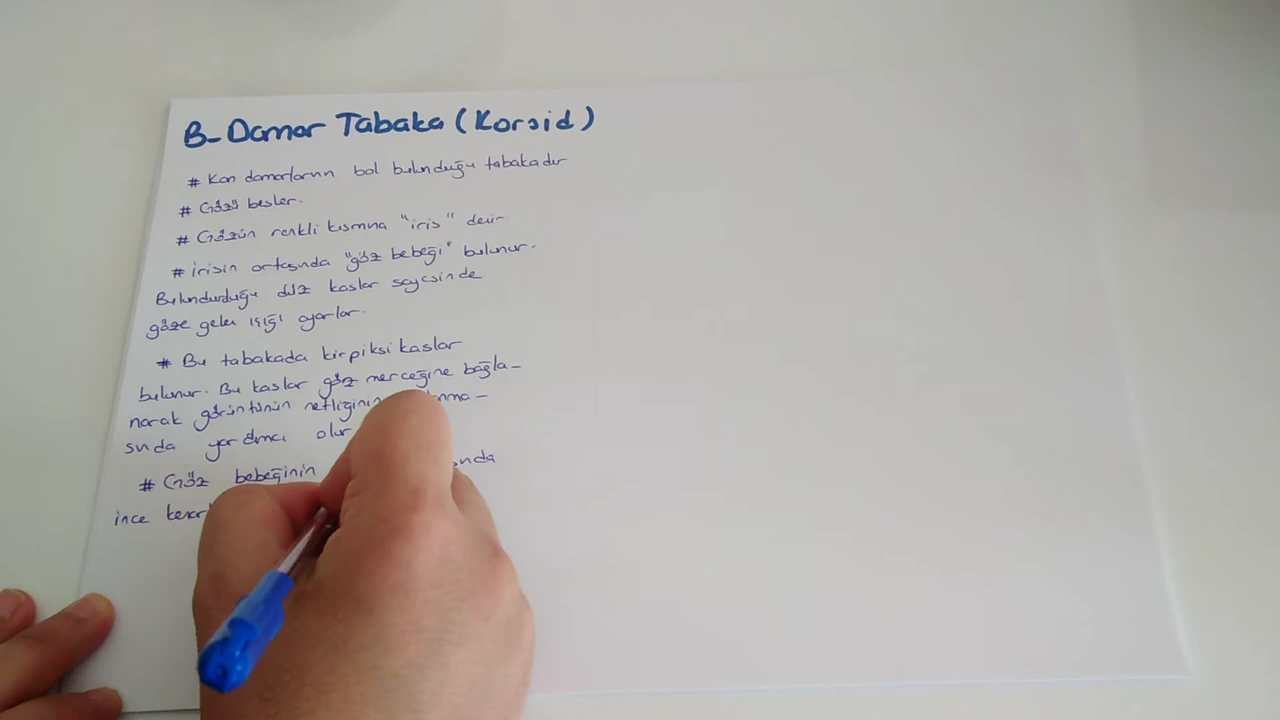 B- Damar Tabaka (Koroid)
# Kan damarlarının bol bulunduğu tabakadır
# Gözü besler.
# Gözün renkli kısmına "iris" denir
# irisin ortasında "göz bebeği" bulunur.
Bulundurduğu düz kaslar sayesinde
göze gelen ışığı ayarlar.
# Bu tabakada kirpiksi kaslar
bulunur. Bu kaslar göz merceğine bağla-
narak görüntünün netliğinin
sında yardımcı olur
# Göz bebeğinin
ince